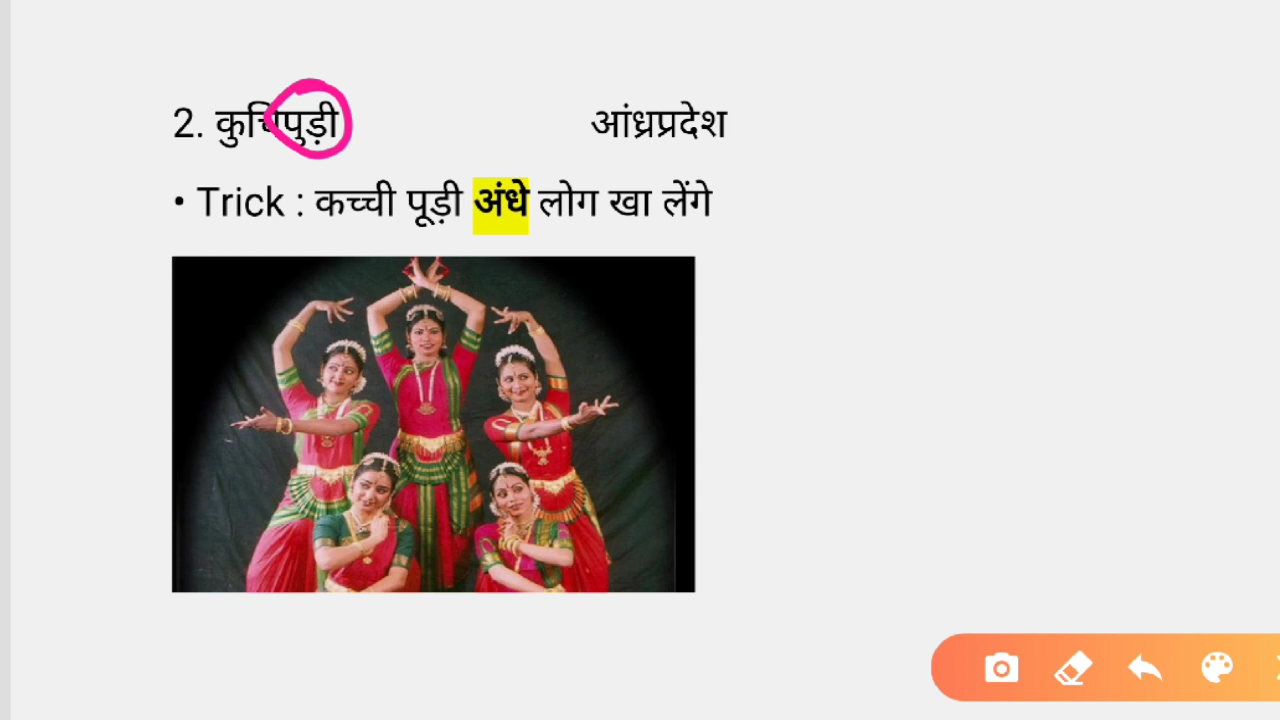 2. कुचिपुड़ी आंध्रप्रदेश
• Trick : कच्ची पूड़ी अंधे लोग खा लेंगे